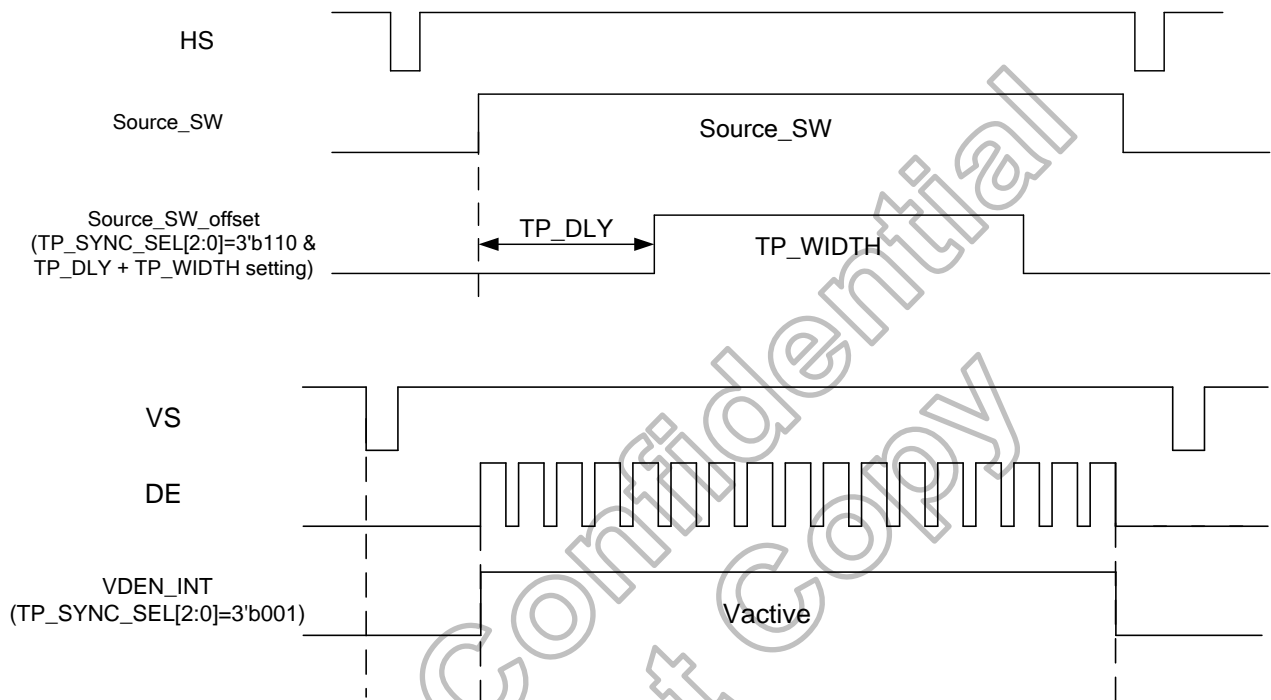 HS
Source_SW
Source_SW
Source_SW_offset
(TP_SYNC_SEL[2:0]=3'b110 &
TP_DLY + TP_WIDTH setting)
TP_DLY
TP_WIDTH
VS
DE
VDEN_INT
(TP_SYNC_SEL[2:0]=3'b001)
Vactive
Confidential
Copy